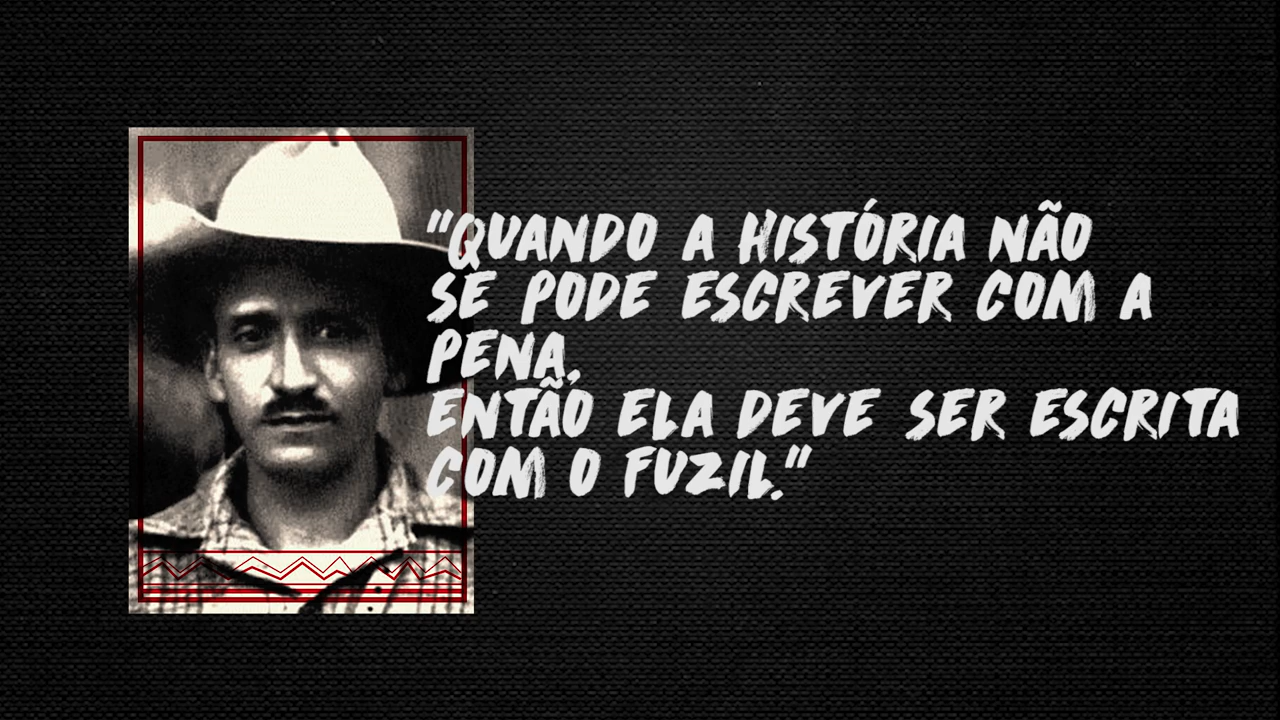 "QUANDO A HISTÓRIA NÃO
SE PODE ESCREVER COM A
PENA,
ENTÃO ELA DEVE SER ESCRITA
COM O FUZIL."